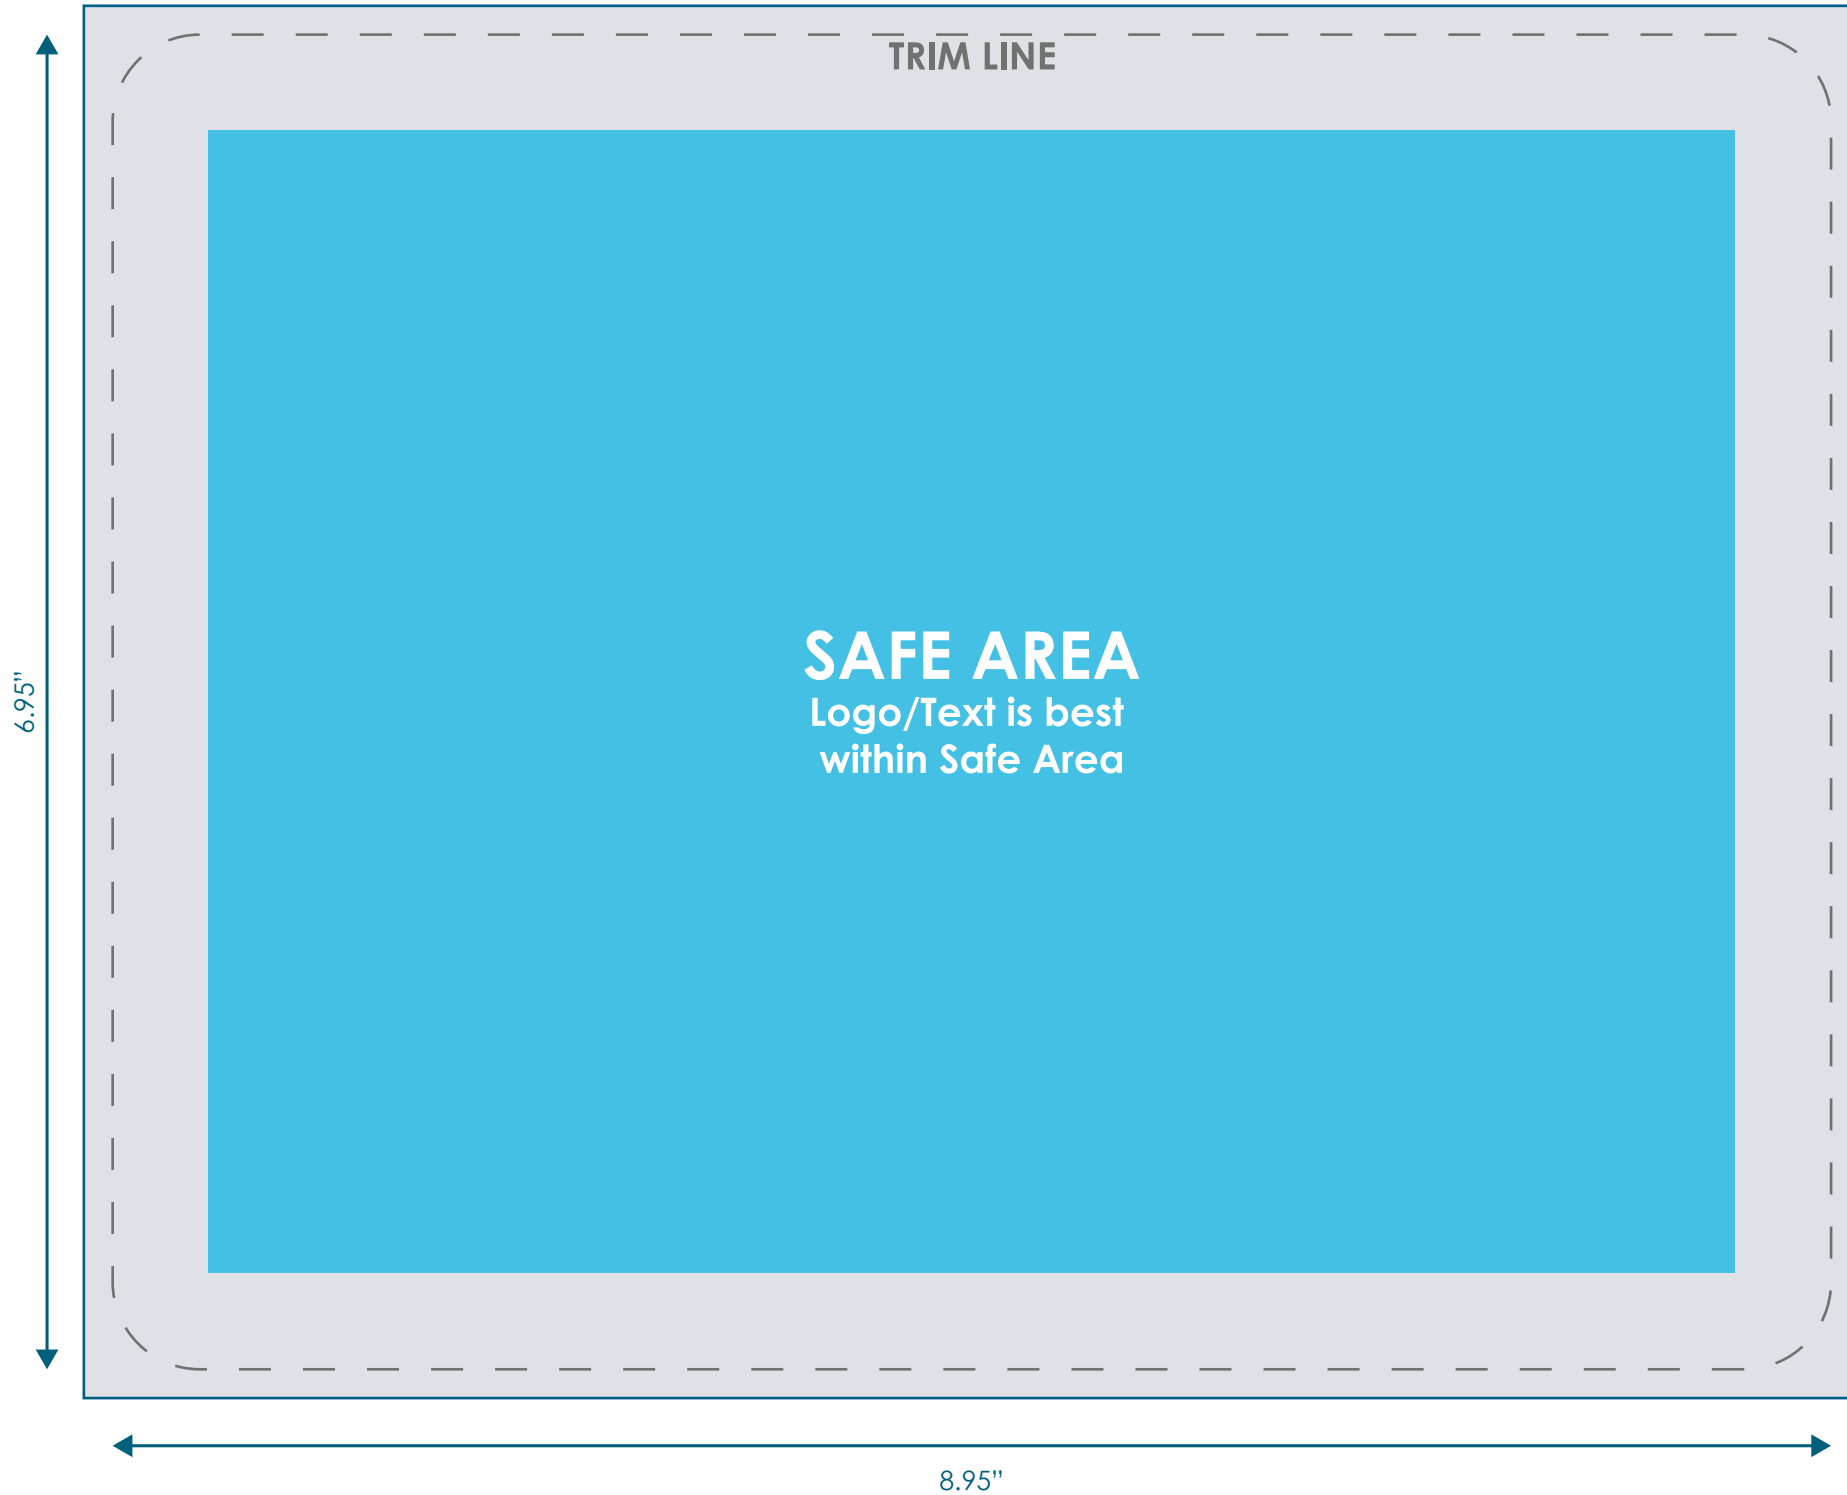 TRIM LINE
6.95”
SAFE AREA
Logo/Text is best
within Safe Area
8.95”